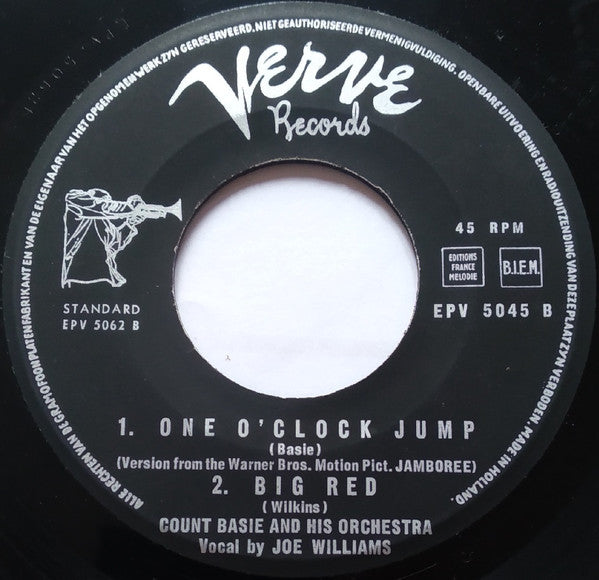 ALLE RECHTEN VAN DE GRAMOFOONPLATENFABRIKANT EN VAN DE EIGENAAR VAN HET OPGENOMEN WERK ZIJN GERESERVEERD. NIET GEAUTHORISEERDE VERMENIGVULDIGING. OPENBARE UITVOERING EN RADIOUITZENDING VAN DEZE PLAAT ZIJN VERBODEN. MADE IN HOLLAND.
Verve
Records
45 RPM
EDITIONS
FRANCE
MELODIE
B.I.E.M.
STANDARD
EPV 5062 B
EPV 5045 B
1. ONE O'CLOCK JUMP
(Basie)
(Version from the Warner Bros. Motion Pict. JAMBOREE)
2. BIG RED
(Wilkins)
COUNT BASIE AND HIS ORCHESTRA
Vocal by JOE WILLIAMS